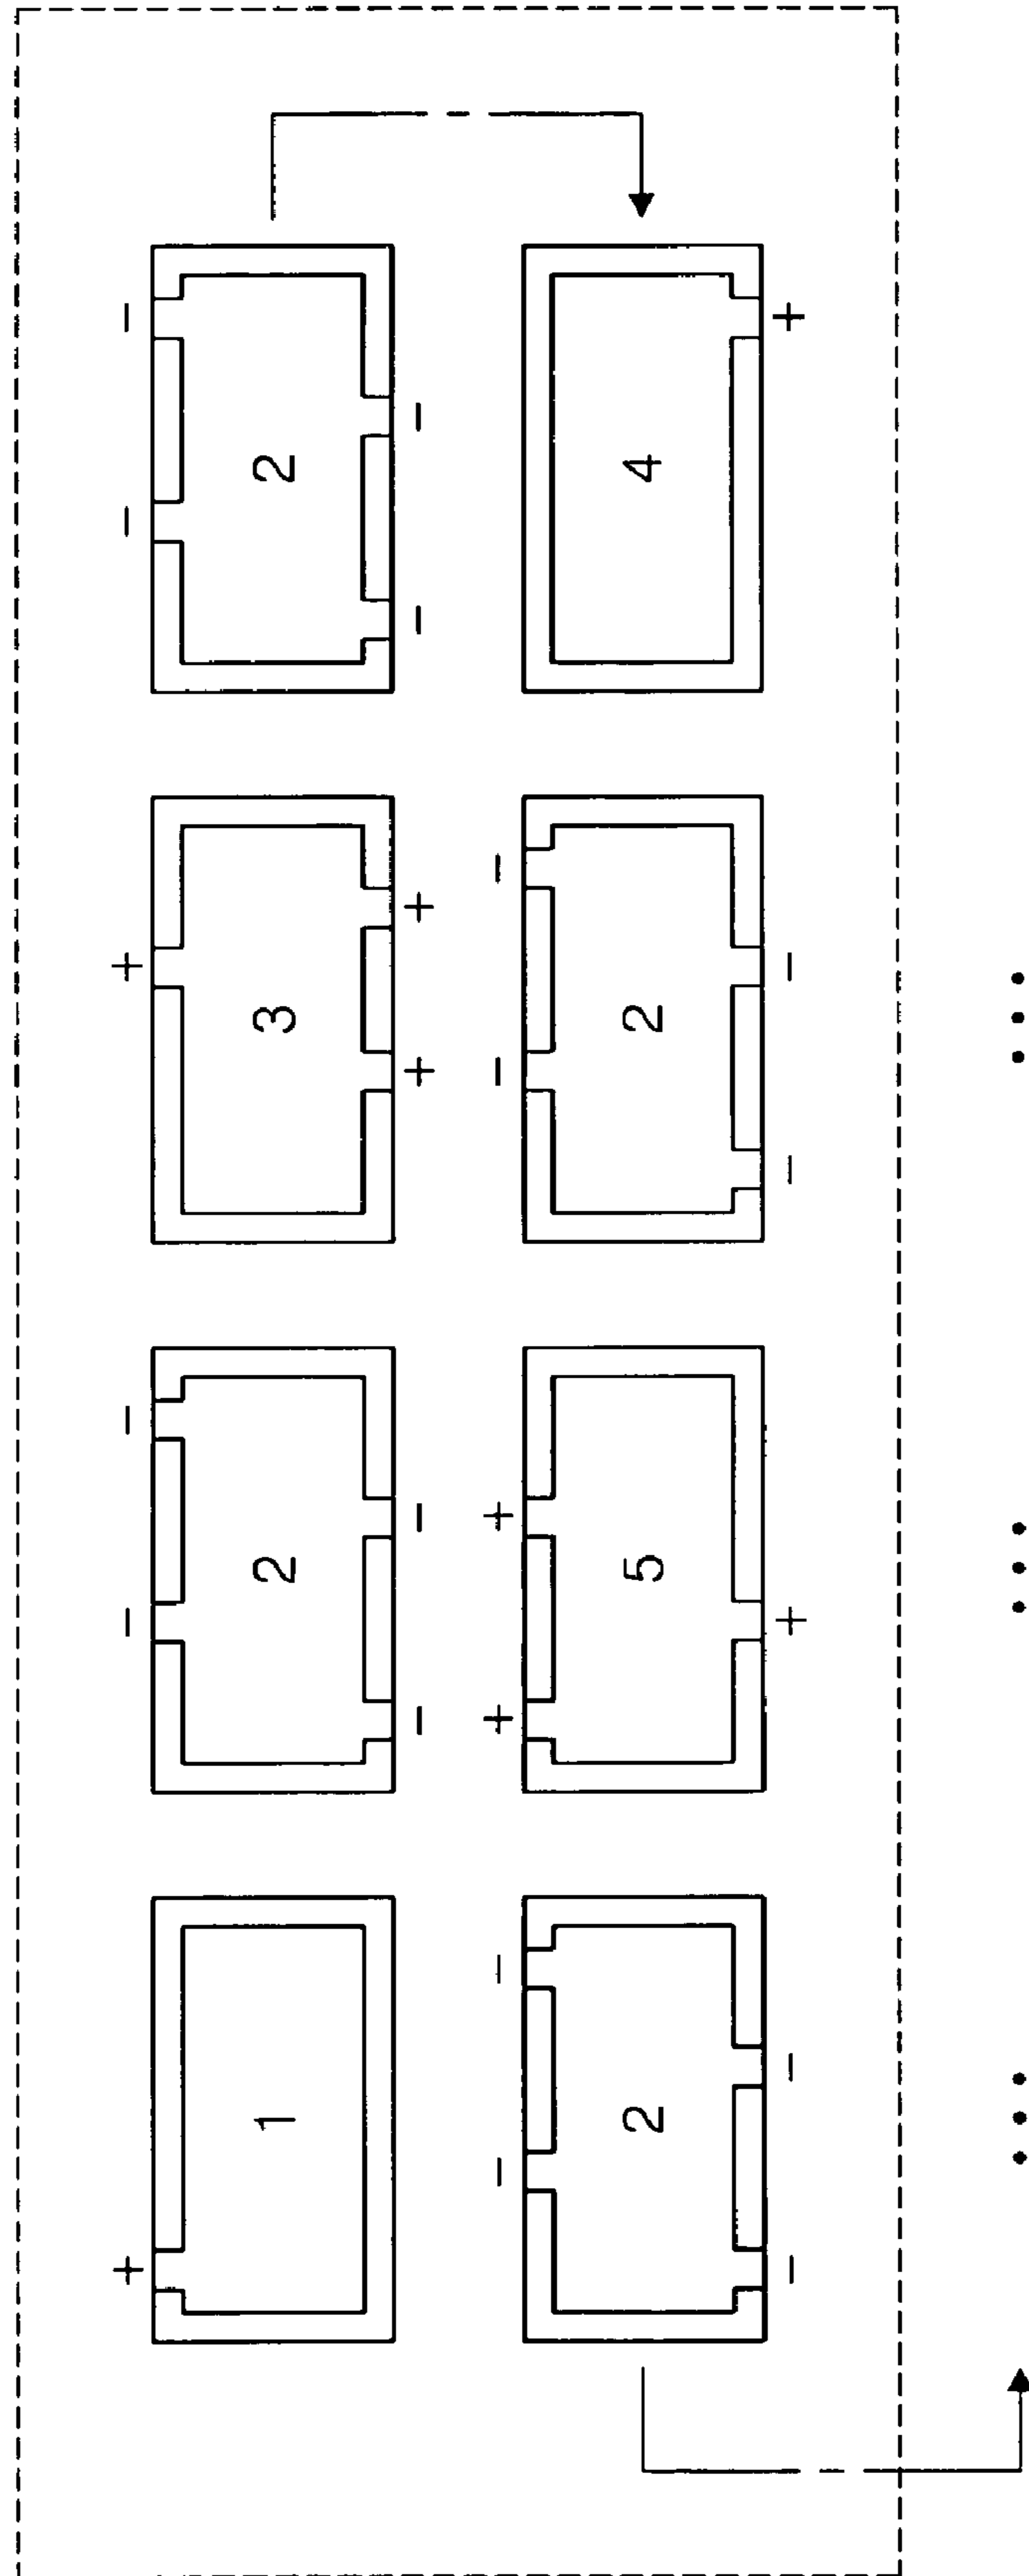 + - - + - -
1 2 3 2
- - + + - -
- - + + - -
2 5 2 4
- - + - - +
... ... ...